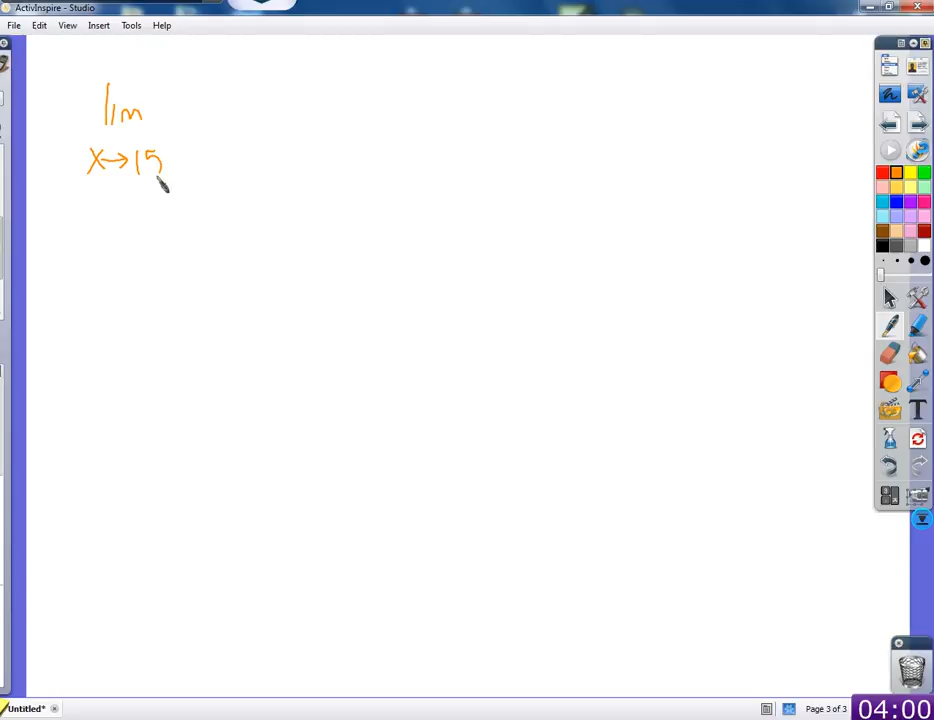 ActivInspire - Studio
File Edit View Insert Tools Help
lim
x→15
Untitled*
Page 3 of 3
04:00